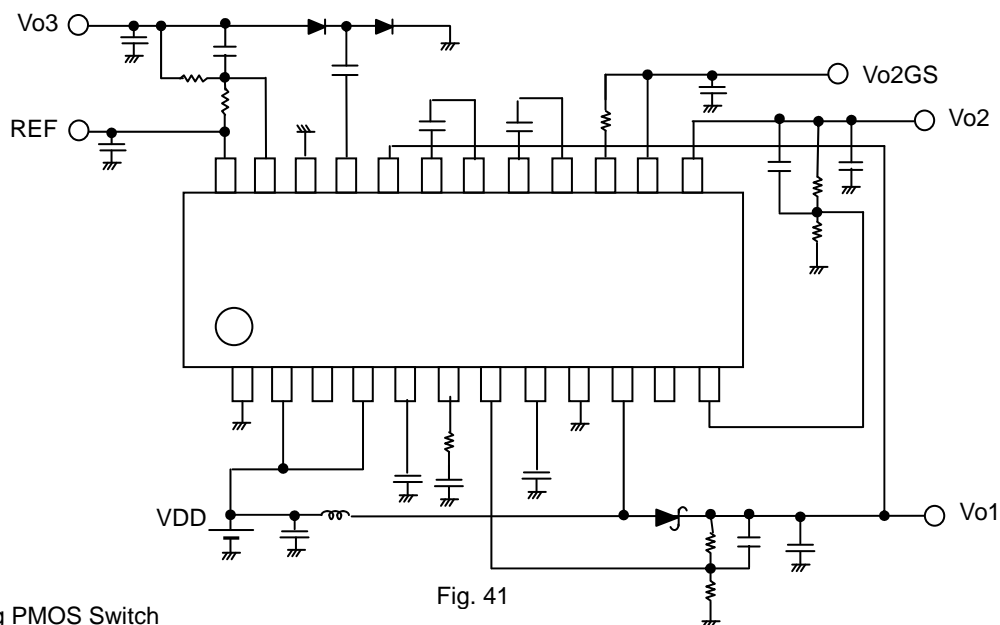 Vo3
Vo2GS
REF
Vo2
VDD
Vo1
Fig. 41
PMOS Switch